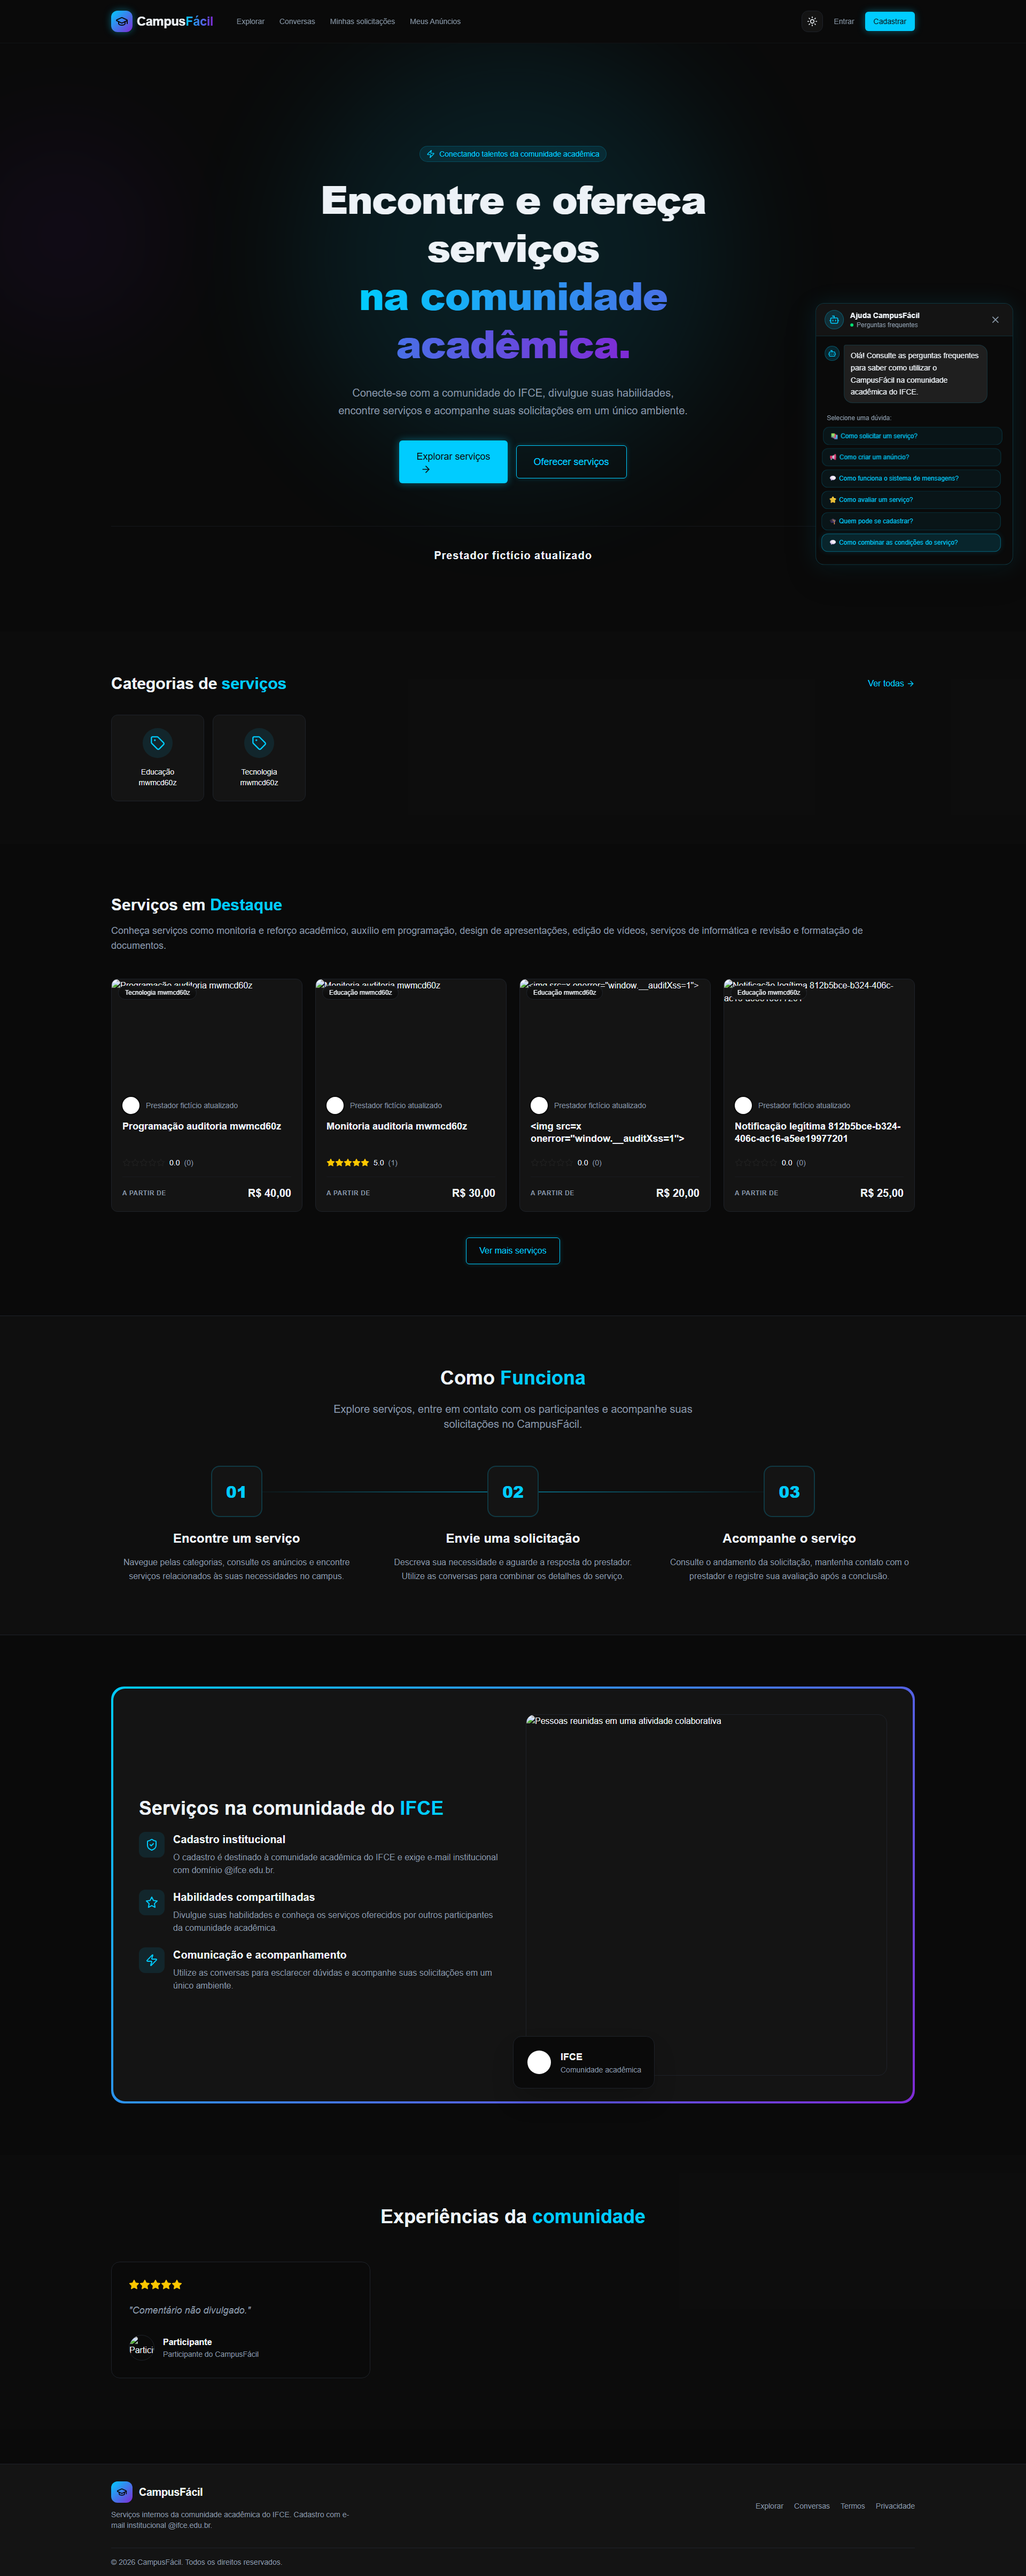 CampusFácil
Explorar
Conversas
Minhas solicitações
Meus Anúncios
Entrar
Cadastrar
Conectando talentos da comunidade acadêmica
Encontre e ofereça
serviços
na comunidade
acadêmica.
Conecte-se com a comunidade do IFCE, divulgue suas habilidades,
encontre serviços e acompanhe suas solicitações em um único ambiente.
Explorar serviços
→
Oferecer serviços
Prestador fictício atualizado
Ajuda CampusFácil
Perguntas frequentes
Olá! Consulte as perguntas frequentes
para saber como utilizar o
CampusFácil na comunidade
acadêmica do IFCE.
Selecione uma dúvida:
Como solicitar um serviço?
Como criar um anúncio?
Como funciona o sistema de mensagens?
Como avaliar um serviço?
Quem pode se cadastrar?
Como combinar as condições do serviço?
Categorias de serviços
Ver todas →
Educação
mwmcd60z
Tecnologia
mwmcd60z
Serviços em Destaque
Conheça serviços como monitoria e reforço acadêmico, auxílio em programação, design de apresentações, edição de vídeos, serviços de informática e revisão e formatação de
documentos.
Programação auditoria mwmcd60z
Tecnologia mwmcd60z
Prestador fictício atualizado
Programação auditoria mwmcd60z
0.0 (0)
A PARTIR DE
R$ 40,00
Monitoria auditoria mwmcd60z
Educação mwmcd60z
Prestador fictício atualizado
Monitoria auditoria mwmcd60z
5.0 (1)
A PARTIR DE
R$ 30,00
<img src=x onerror="window.__auditXss=1">
Educação mwmcd60z
Prestador fictício atualizado
<img src=x
onerror="window.__auditXss=1">
0.0 (0)
A PARTIR DE
R$ 20,00
Notificação legítima 812b5bce-b324-406c-
Educação mwmcd60z
Prestador fictício atualizado
Notificação legítima 812b5bce-b324-
406c-ac16-a5ee19977201
0.0 (0)
A PARTIR DE
R$ 25,00
Ver mais serviços
Como Funciona
Explore serviços, entre em contato com os participantes e acompanhe suas
solicitações no CampusFácil.
01
Encontre um serviço
Navegue pelas categorias, consulte os anúncios e encontre
serviços relacionados às suas necessidades no campus.
02
Envie uma solicitação
Descreva sua necessidade e aguarde a resposta do prestador.
Utilize as conversas para combinar os detalhes do serviço.
03
Acompanhe o serviço
Consulte o andamento da solicitação, mantenha contato com o
prestador e registre sua avaliação após a conclusão.
Serviços na comunidade do IFCE
Cadastro institucional
O cadastro é destinado à comunidade acadêmica do IFCE e exige e-mail institucional
com domínio @ifce.edu.br.
Habilidades compartilhadas
Divulgue suas habilidades e conheça os serviços oferecidos por outros participantes
da comunidade acadêmica.
Comunicação e acompanhamento
Utilize as conversas para esclarecer dúvidas e acompanhe suas solicitações em um
único ambiente.
Pessoas reunidas em uma atividade colaborativa
IFCE
Comunidade acadêmica
Experiências da comunidade
"Comentário não divulgado."
Partici
Participante
Participante do CampusFácil
CampusFácil
Serviços internos da comunidade acadêmica do IFCE. Cadastro com e-
mail institucional @ifce.edu.br.
Explorar
Conversas
Termos
Privacidade
© 2026 CampusFácil. Todos os direitos reservados.